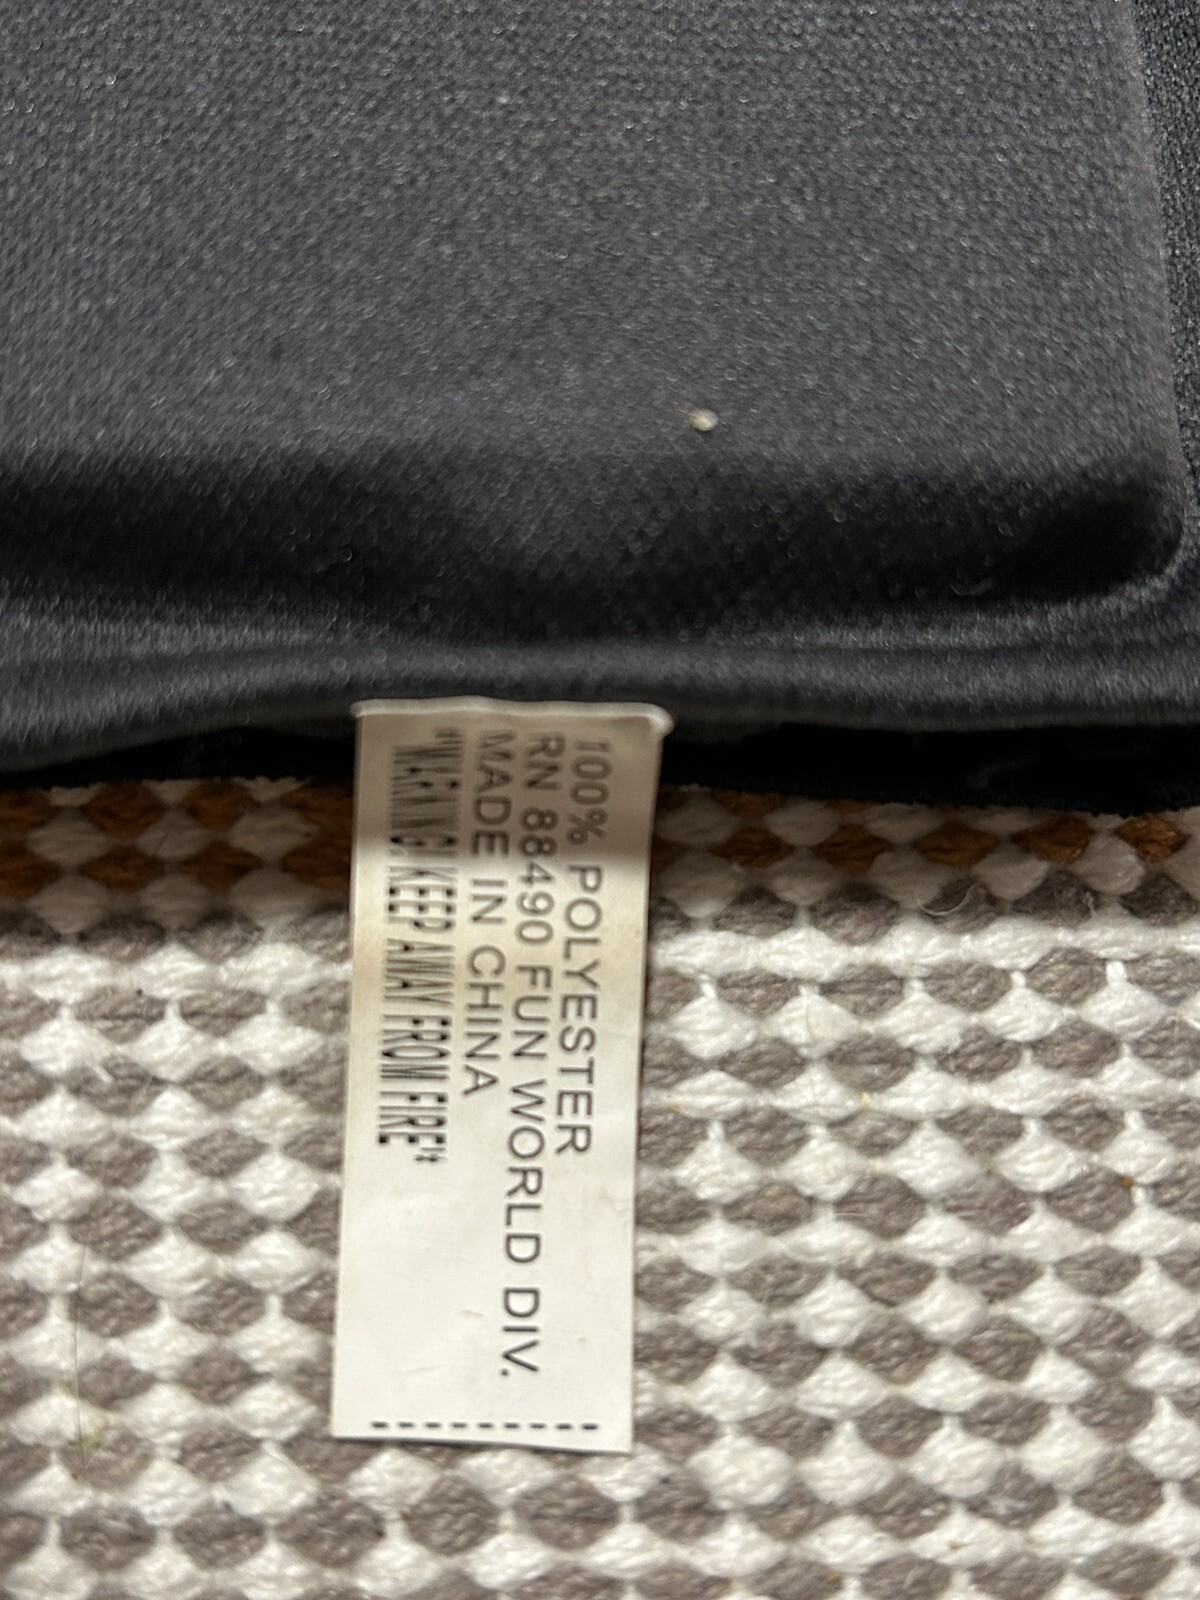 100% POLYESTER
RN 88490 FUN WORLD DIV.
MADE IN CHINA
"WARNING! KEEP AWAY FROM FIRE"